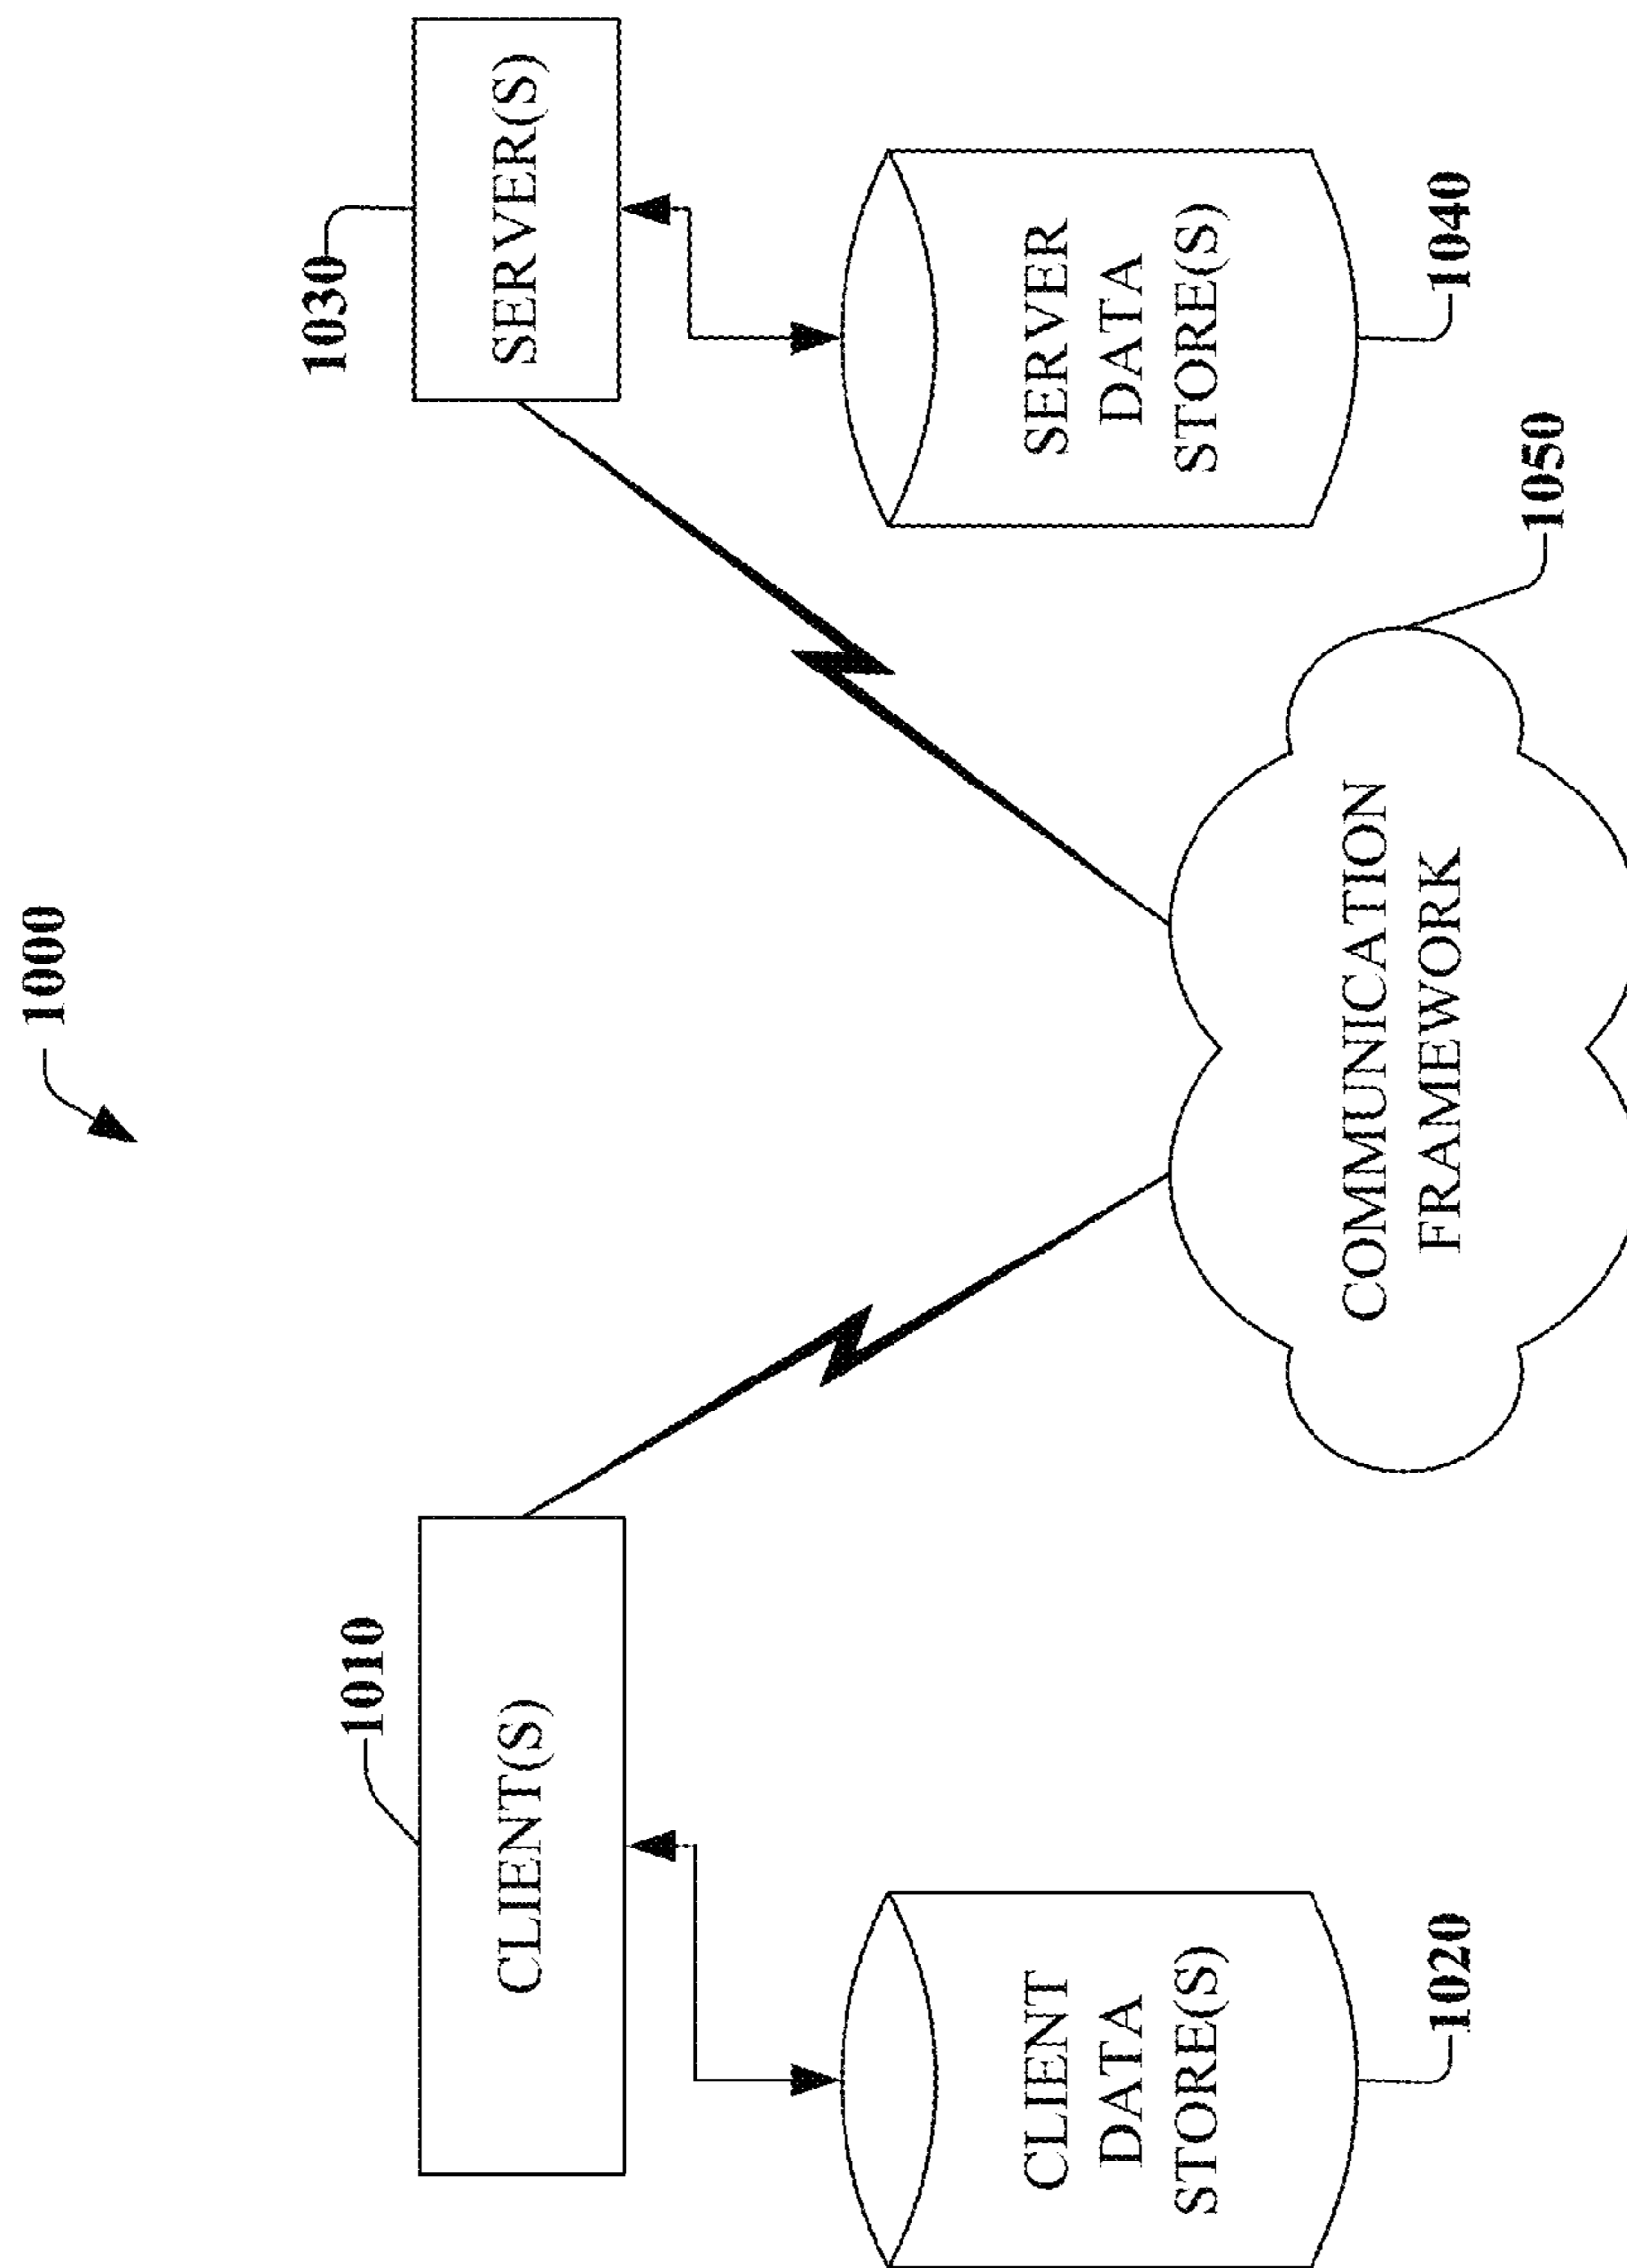 1000
1010
1030
CLIENT(S)
SERVER(S)
CLIENT
DATA
STORE(S)
SERVER
DATA
STORE(S)
1020
1040
1050
COMMUNICATION
FRAMEWORK